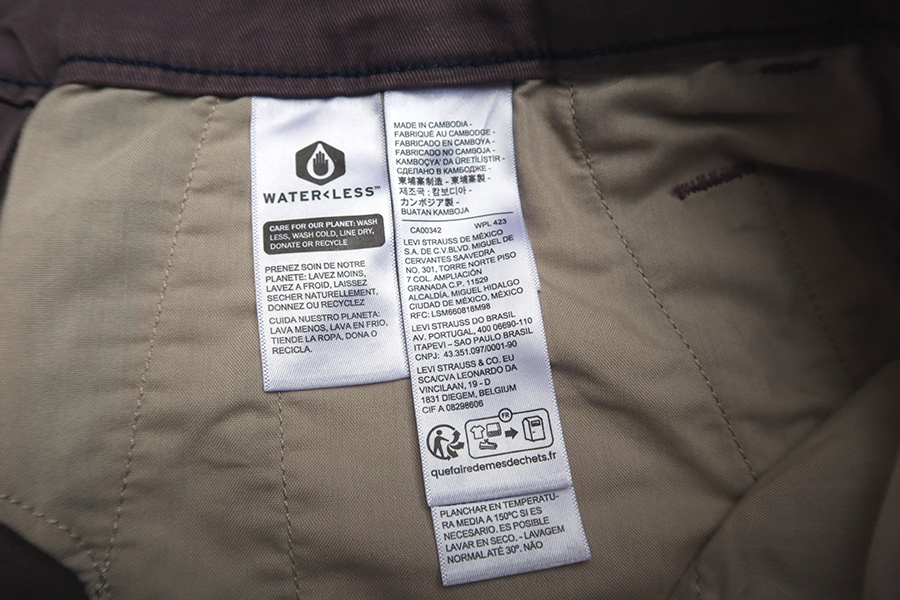 WATER<LESS™
CARE FOR OUR PLANET: WASH
LESS, WASH COLD, LINE DRY,
DONATE OR RECYCLE
PRENEZ SOIN DE NOTRE
PLANETE: LAVEZ MOINS,
LAVEZ A FROID, LAISSEZ
SECHER NATURELLEMENT,
DONNEZ OU RECYCLEZ
CUIDA NUESTRO PLANETA:
LAVA MENOS, LAVA EN FRIO,
TIENDE LA ROPA, DONA O
RECICLA.
MADE IN CAMBODIA -
FABRIQUÉ AU CAMBODGE -
FABRICADO EN CAMBOYA -
FABRICADO NO CAMBOJA -
KAMBOÇYA' DA ÜRETİLİŞTİR -
СДЕЛАНО В КАМБОДЖЕ -
柬埔寨制造 - 柬埔寨製 -
제조국 : 캄보디아 -
カンボジア製 -
BUATAN KAMBOJA
CA00342 WPL 423
LEVI STRAUSS DE MÉXICO
S.A. DE C.V.BLVD. MIGUEL DE
CERVANTES SAAVEDRA
NO. 301, TORRE NORTE PISO
7 COL. AMPLIACIÓN
GRANADA C.P. 11529
ALCALDÍA, MIGUEL HIDALGO
CIUDAD DE MÉXICO, MÉXICO
RFC: LSM660818M98
LEVI STRAUSS DO BRASIL
AV. PORTUGAL, 400 06690-110
ITAPEVI – SAO PAULO BRASIL
CNPJ: 43.351.097/0001-90
LEVI STRAUSS & CO. EU
SCA/CVA LEONARDO DA
VINCILAAN, 19 - D
1831 DIEGEM, BELGIUM
CIF A 08298606
FR
quefairedemesdechets.fr
PLANCHAR EN TEMPERATU-
RA MEDIA A 150ºC SI ES
NECESARIO. ES POSIBLE
LAVAR EN SECO. - LAVAGEM
NORMAL ATÉ 30º. NÃO